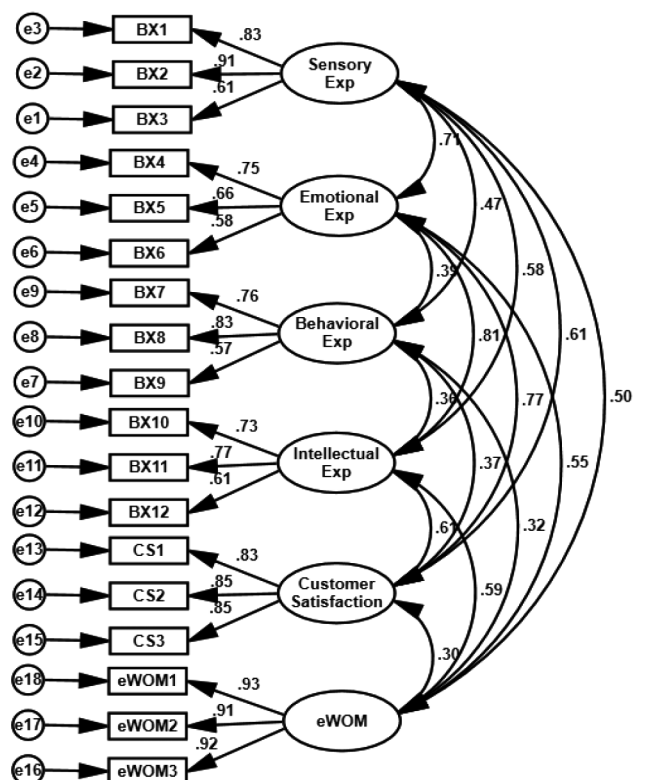 e3 BX1 .83
e2 BX2 .91
e1 BX3 .61
Sensory
Exp
.71
e4 BX4 .75
e5 BX5 .66
e6 BX6 .58
Emotional
Exp
.47
.39
.58
e9 BX7 .76
e8 BX8 .83
e7 BX9 .57
Behavioral
Exp
.81
.61
.36
.77
.50
e10 BX10 .73
e11 BX11 .77
e12 BX12 .61
Intellectual
Exp
.37
.55
.61
.32
e13 CS1 .83
e14 CS2 .85
e15 CS3 .85
Customer
Satisfaction
.59
.30
e18 eWOM1 .93
e17 eWOM2 .91
e16 eWOM3 .92
eWOM